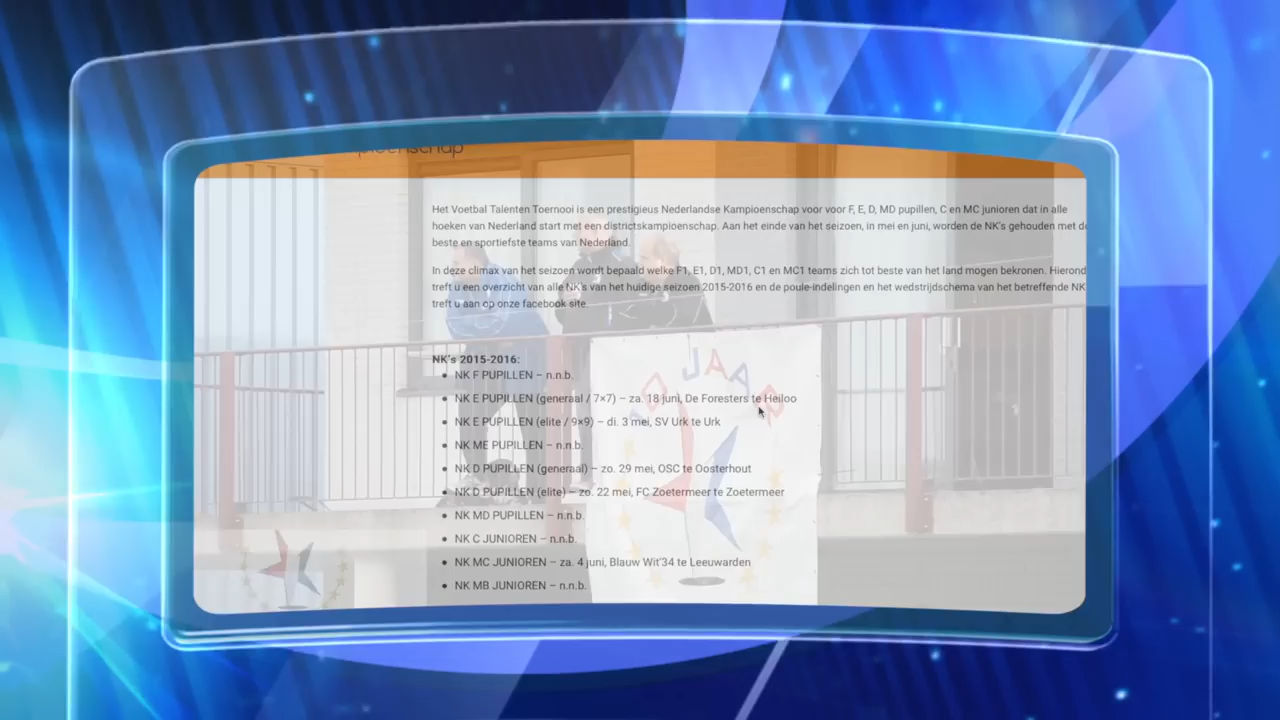 Het Voetbal Talenten Toernooi is een prestigieus Nederlandse Kampioenschap voor voor F, E, D, MD pupillen, C en MC junioren dat in alle
hoeken van Nederland start met een districtskampioenschap. Aan het einde van het seizoen, in mei en juni, worden de NK's gehouden met de
beste en sportiefste teams van Nederland.
In deze climax van het seizoen wordt bepaald welke F1, E1, D1, MD1, C1 en MC1 teams zich tot beste van het land mogen bekronen. Hierond
treft u een overzicht van alle NK's van het huidige seizoen 2015-2016 en de poule-indelingen en het wedstrijdschema van het betreffende NK
treft u aan op onze facebook site.
NK's 2015-2016:
• NK F PUPILLEN – n.n.b.
• NK E PUPILLEN (generaal / 7×7) – za. 18 juni, De Foresters te Heiloo
• NK E PUPILLEN (elite / 9×9) – di. 3 mei, SV Urk te Urk
• NK ME PUPILLEN – n.n.b.
• NK D PUPILLEN (generaal) – zo. 29 mei, OSC te Oosterhout
• NK D PUPILLEN (elite) – zo. 22 mei, FC Zoetermeer te Zoetermeer
• NK MD PUPILLEN – n.n.b.
• NK C JUNIOREN – n.n.b.
• NK MC JUNIOREN – za. 4 juni, Blauw Wit'34 te Leeuwarden
• NK MB JUNIOREN – n.n.b.
JAAR